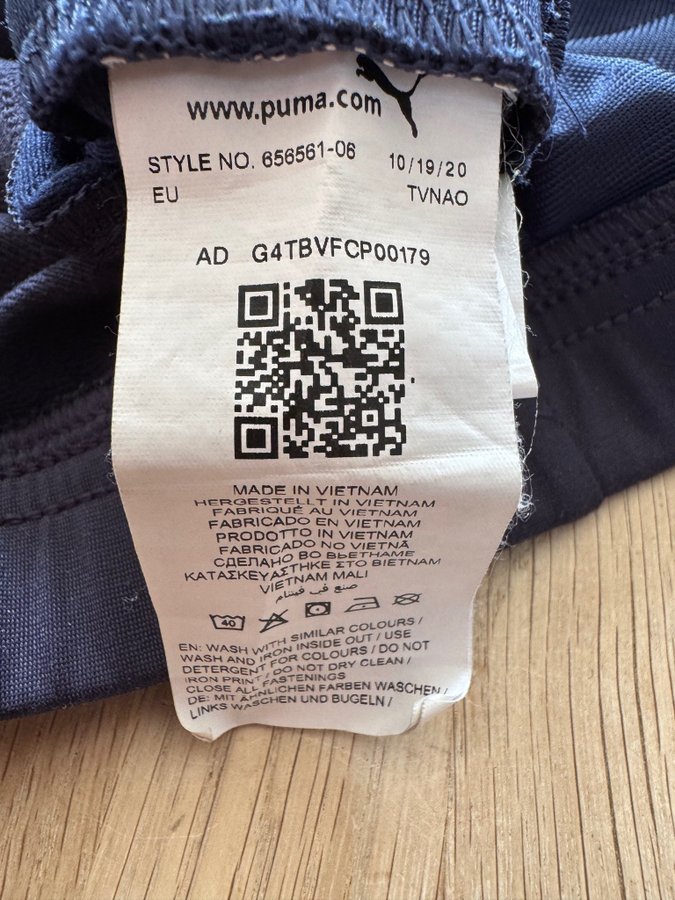 www.puma.com
STYLE NO. 656561-06 10/19/20
EU TVNAO
AD G4TBVFCP00179
MADE IN VIETNAM
HERGESTELLT IN VIETNAM
FABRIQUÉ AU VIETNAM
FABRICADO EN VIETNAM
PRODOTTO IN VIETNAM
FABRICADO NO VIETNÃ
СДЕЛАНО ВО ВЬЕТНАМЕ
ΚΑΤΑΣΚΕΥΑΣΤΗΚΕ ΣΤΟ ΒΙΕΤΝΑΜ
VIETNAM MALI
صنع في فيتنام
40
EN: WASH WITH SIMILAR COLOURS /
WASH AND IRON INSIDE OUT / USE
DETERGENT FOR COLOURS / DO NOT
IRON PRINT / DO NOT DRY CLEAN /
CLOSE ALL FASTENINGS
DE: MIT ÄHNLICHEN FARBEN WASCHEN /
LINKS WASCHEN UND BÜGELN /